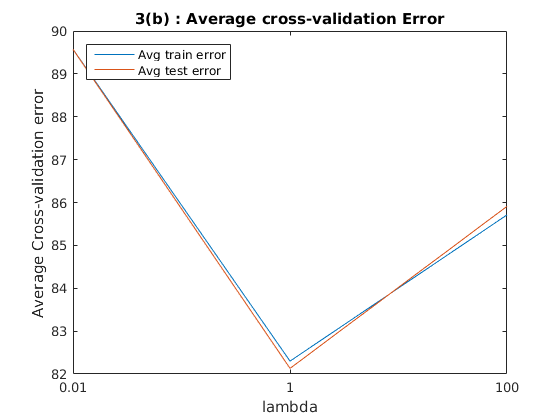 3(b) : Average cross-validation Error
90
Avg train error
Avg test error
89
88
87
86
85
84
83
82
Average Cross-validation error
0.01
1
100
lambda